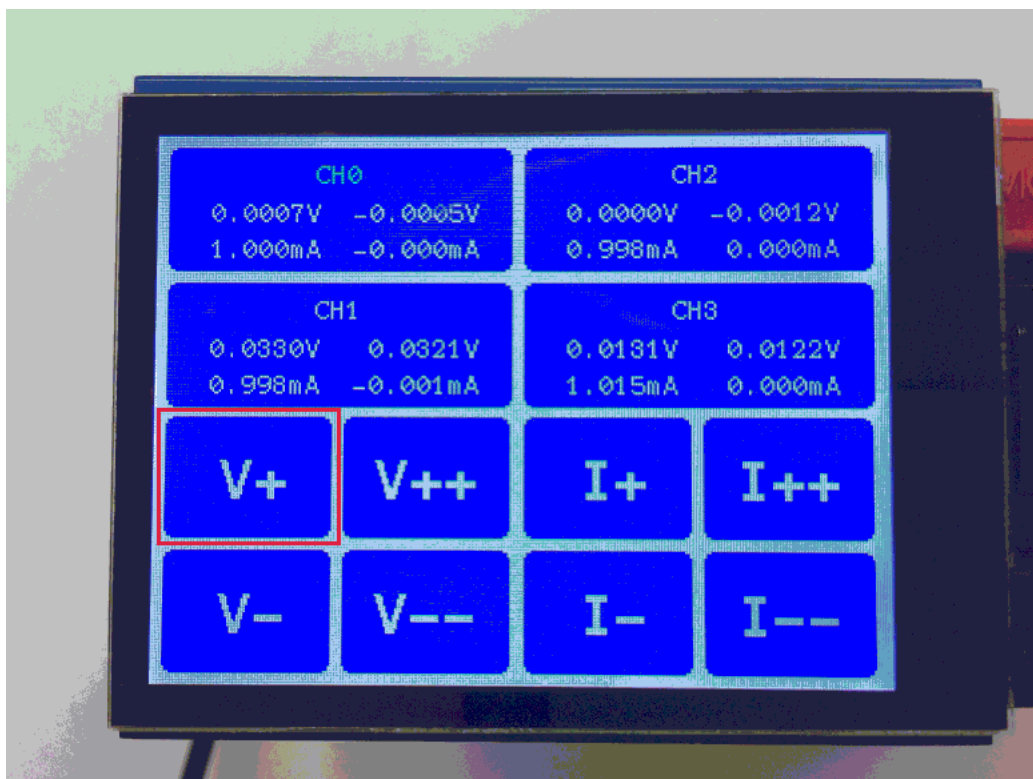 CH0
0.0007V -0.0005V
1.000mA -0.000mA
CH2
0.0000V -0.0012V
0.998mA 0.000mA
CH1
0.0330V 0.0321V
0.998mA -0.001mA
CH3
0.0131V 0.0122V
1.015mA 0.000mA
V+ V++ I+ I++
V- V-- I- I--